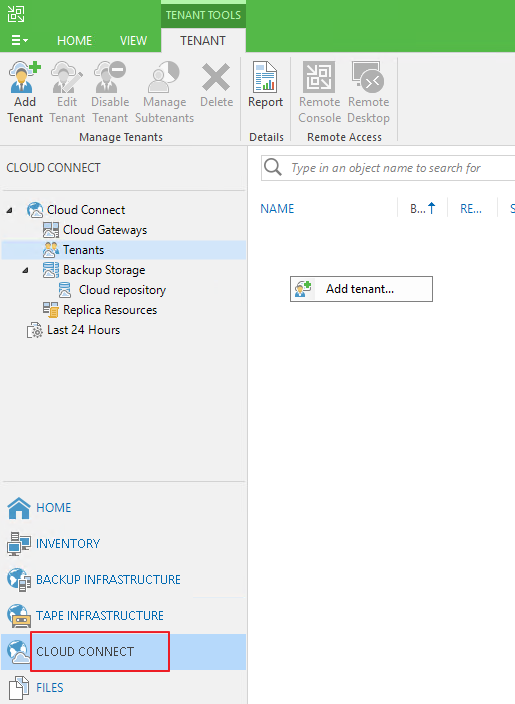 TENANT TOOLS
HOME VIEW TENANT
Add Tenant
Edit Tenant
Disable Tenant
Manage Subtenants
Delete
Report
Remote Console
Remote Desktop
Manage Tenants
Details
Remote Access
CLOUD CONNECT
Type in an object name to search for
Cloud Connect
Cloud Gateways
Tenants
Backup Storage
Cloud repository
Replica Resources
Last 24 Hours
NAME B... RE... S
Add tenant...
HOME
INVENTORY
BACKUP INFRASTRUCTURE
TAPE INFRASTRUCTURE
CLOUD CONNECT
FILES